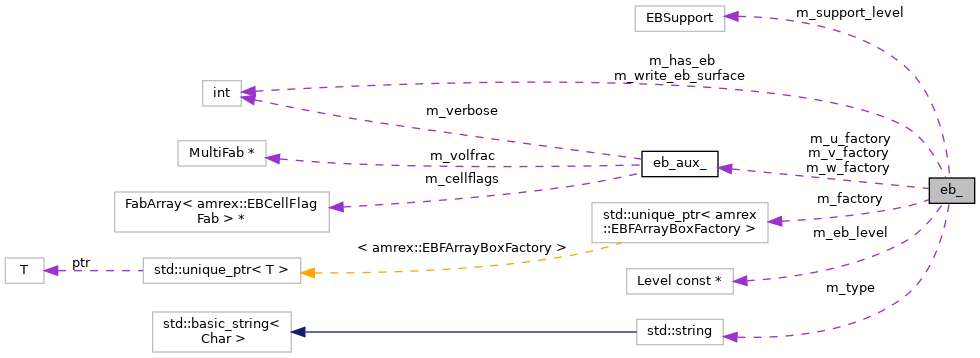 m_support_level
EBSupport
m_has_eb
m_write_eb_surface
int
m_verbose
m_u_factory
m_v_factory
m_w_factory
MultiFab *
m_volfrac
eb_aux_
m_cellflags
eb_
FabArray< amrex::EBCellFlag
Fab > *
m_factory
std::unique_ptr< amrex
::EBFArrayBoxFactory >
m_eb_level
< amrex::EBFArrayBoxFactory >
T
ptr
std::unique_ptr< T >
Level const *
m_type
std::basic_string<
Char >
std::string